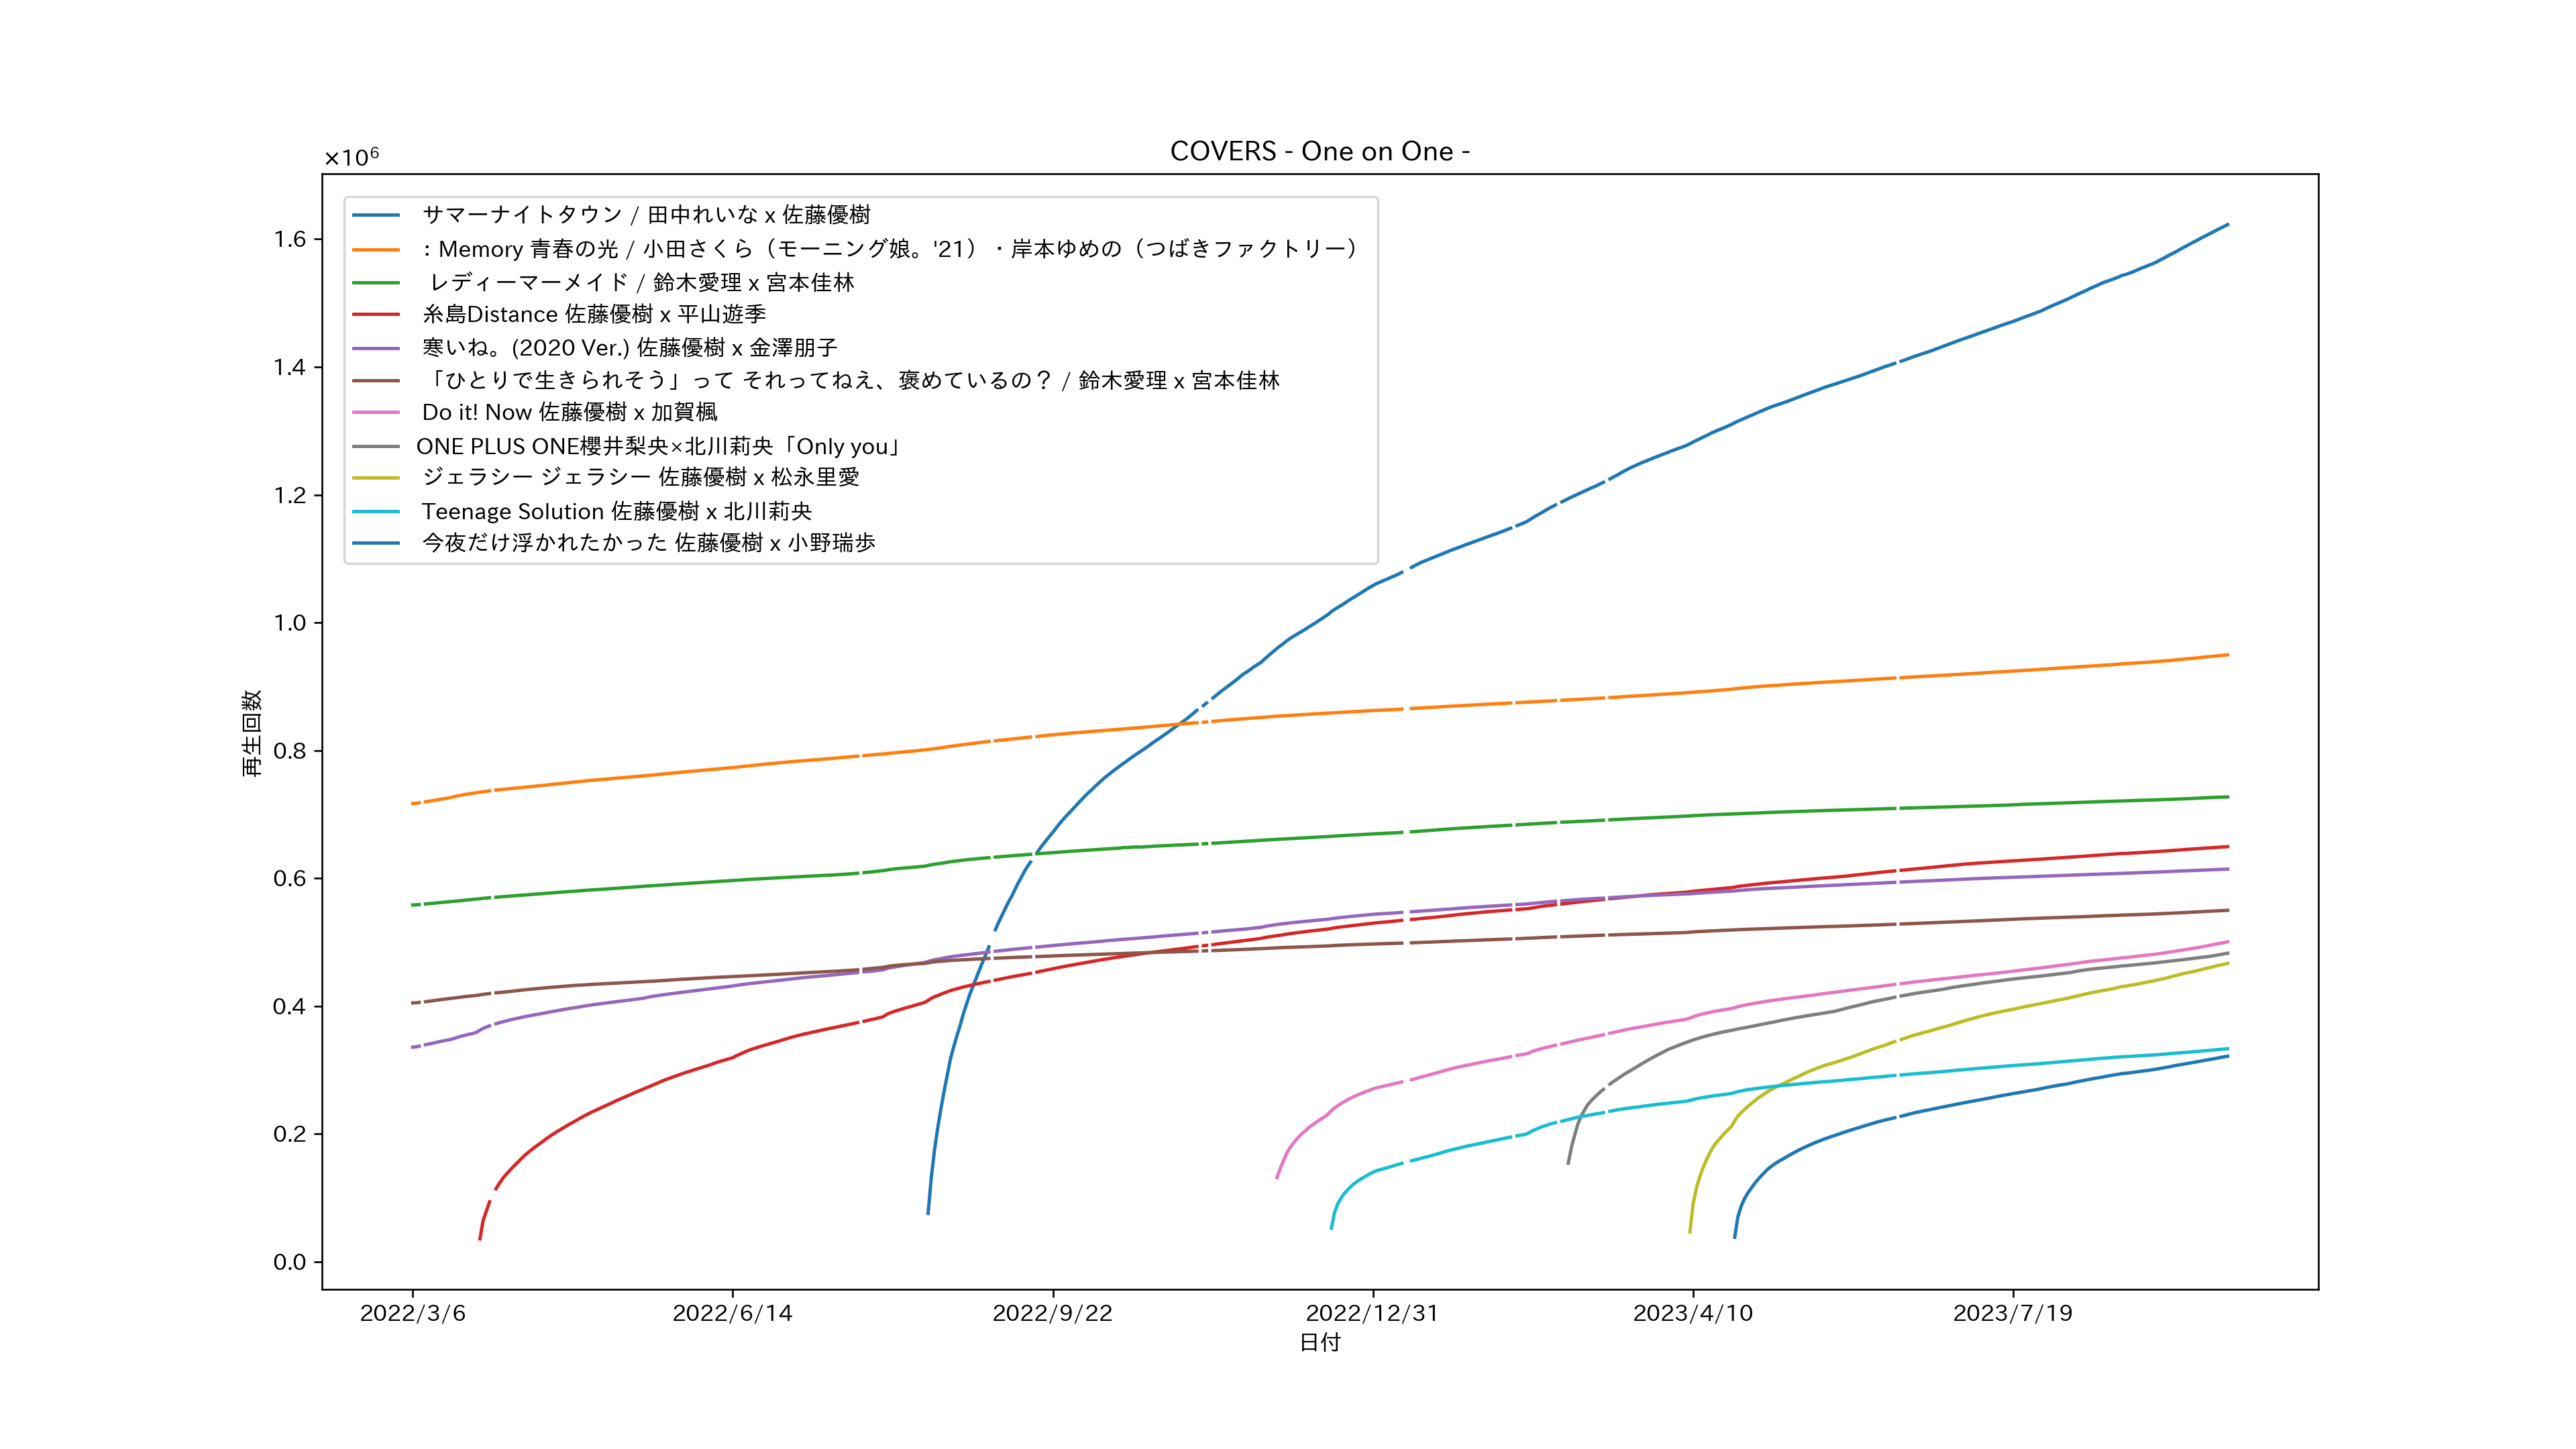 COVERS - One on One -
×10⁶
サマーナイトタウン / 田中れいな x 佐藤優樹
: Memory 青春の光 / 小田さくら（モーニング娘。'21）・岸本ゆめの（つばきファクトリー）
レディーマーメイド / 鈴木愛理 x 宮本佳林
糸島Distance 佐藤優樹 x 平山遊季
寒いね。(2020 Ver.) 佐藤優樹 x 金澤朋子
「ひとりで生きられそう」って それってねえ、褒めているの？ / 鈴木愛理 x 宮本佳林
Do it! Now 佐藤優樹 x 加賀楓
ONE PLUS ONE櫻井梨央×北川莉央「Only you」
ジェラシー ジェラシー 佐藤優樹 x 松永里愛
Teenage Solution 佐藤優樹 x 北川莉央
今夜だけ浮かれたかった 佐藤優樹 x 小野瑞歩
1.6
1.4
1.2
1.0
0.8
0.6
0.4
0.2
0.0
再生回数
2022/3/6 2022/6/14 2022/9/22 2022/12/31 2023/4/10 2023/7/19
日付